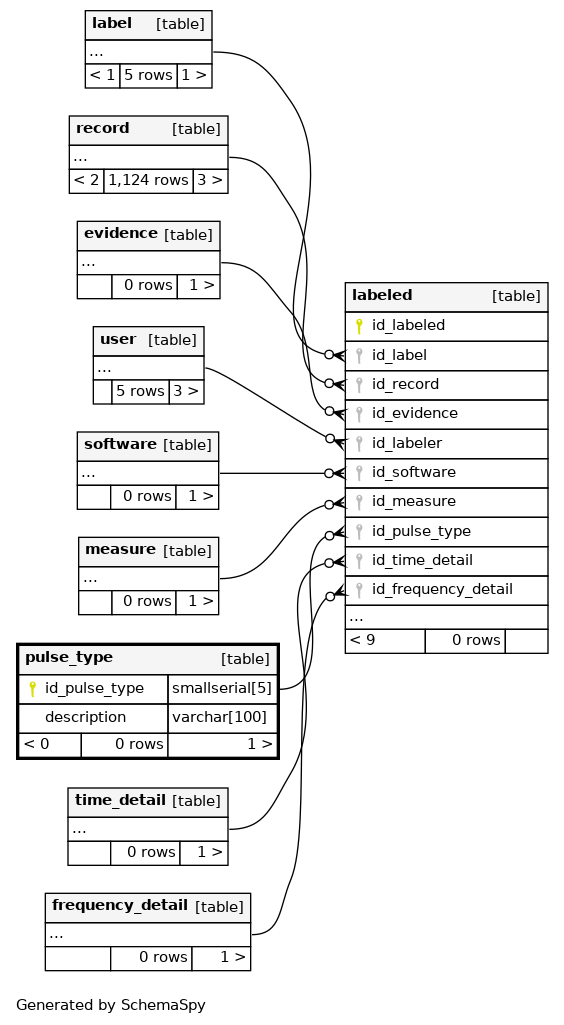 label [table]
...
< 1 5 rows 1 >
record [table]
...
< 2 1,124 rows 3 >
evidence [table]
...
0 rows 1 >
user [table]
...
5 rows 3 >
software [table]
...
0 rows 1 >
measure [table]
...
0 rows 1 >
pulse_type [table]
id_pulse_type smallserial[5]
description varchar[100]
< 0 0 rows 1 >
time_detail [table]
...
0 rows 1 >
frequency_detail [table]
...
0 rows 1 >
labeled [table]
id_labeled
id_label
id_record
id_evidence
id_labeler
id_software
id_measure
id_pulse_type
id_time_detail
id_frequency_detail
...
< 9 0 rows
Generated by SchemaSpy